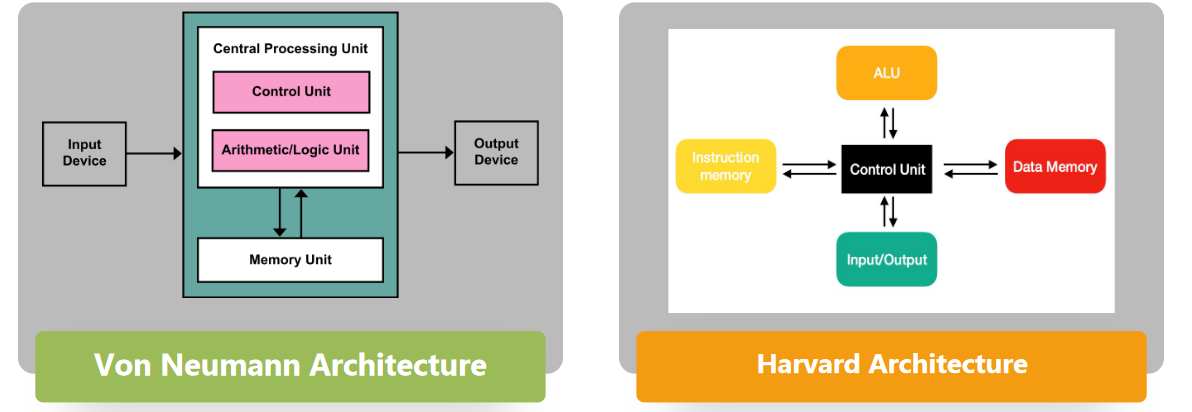 Central Processing Unit
Control Unit
Arithmetic/Logic Unit
Input
Device
Output
Device
Memory Unit
Von Neumann Architecture
ALU
Instruction
memory
Control Unit
Data Memory
Input/Output
Harvard Architecture